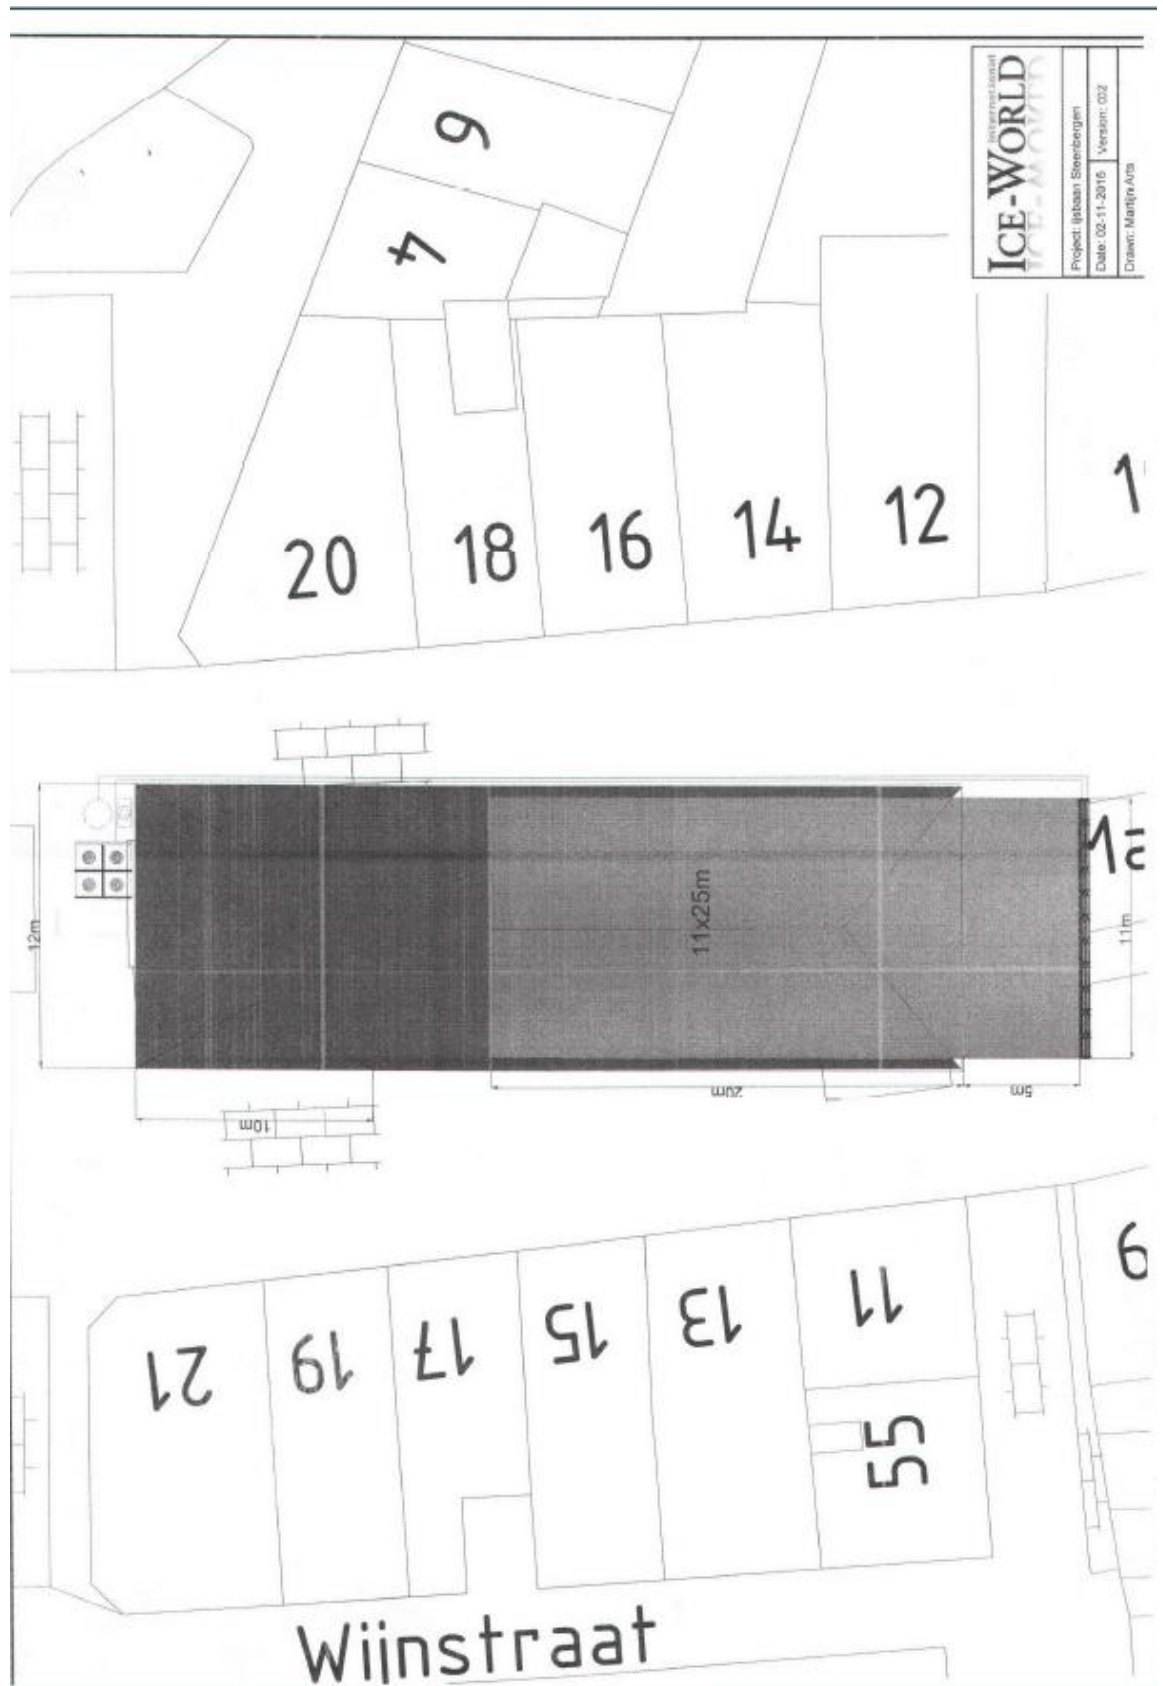 ICE-WORLD
international
Project: Ijsbaan Steenbergen
Date: 02-11-2016 Version: 002
Drawn: Martijn Arts
6
4
20
18
16
14
12
1
12m
11x25m
11m
20m
5m
10m
21
19
17
15
13
11
9
55
Wijnstraat